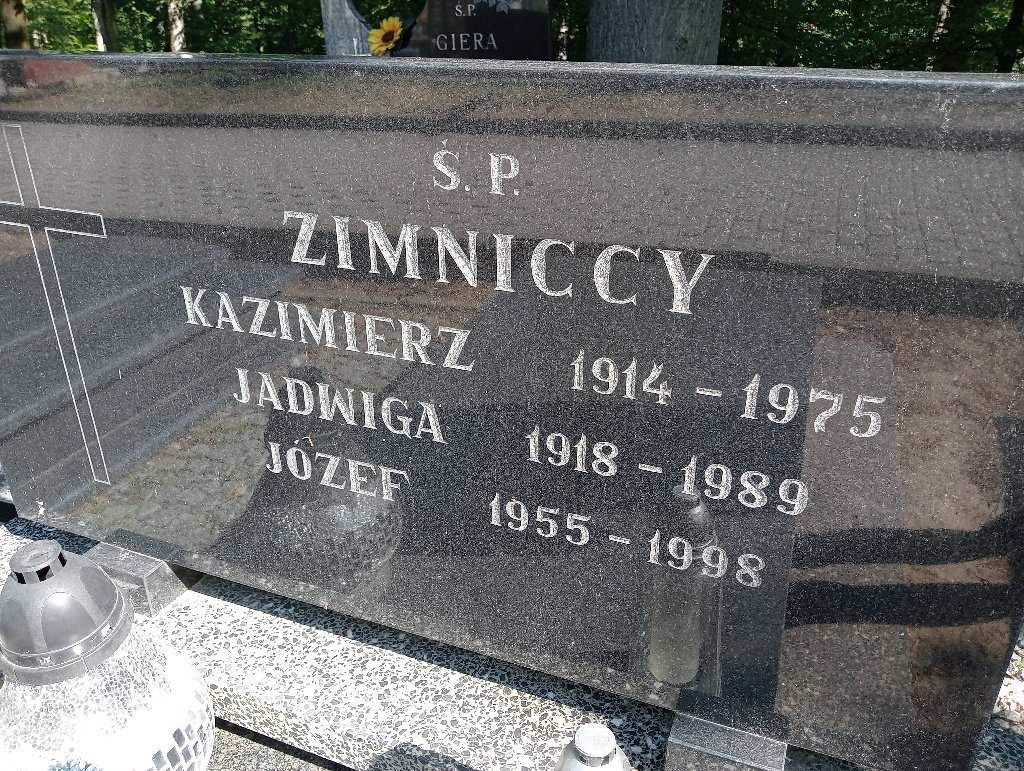 Ś.P.
GIERA
Ś. P.
ZIMNICCY
KAZIMIERZ 1914 - 1975
JADWIGA 1918 - 1989
JÓZEF 1955 - 1998